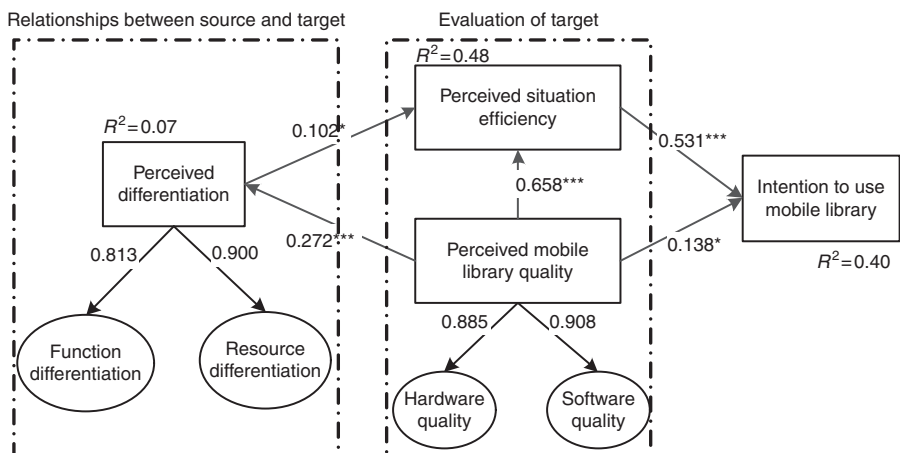 Relationships between source and target
Evaluation of target
R²=0.48
Perceived situation
efficiency
R²=0.07
0.102*
0.531***
Perceived
differentiation
0.658***
Intention to use
mobile library
0.272***
Perceived mobile
library quality
0.138*
R²=0.40
0.813
0.900
0.885
0.908
Function
differentiation
Resource
differentiation
Hardware
quality
Software
quality